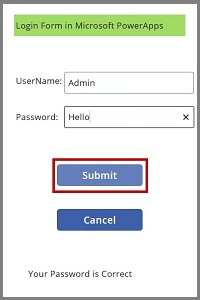 Login Form in Microsoft PowerApps
UserName: Admin
Password: Hello
Submit
Cancel
Your Password is Correct